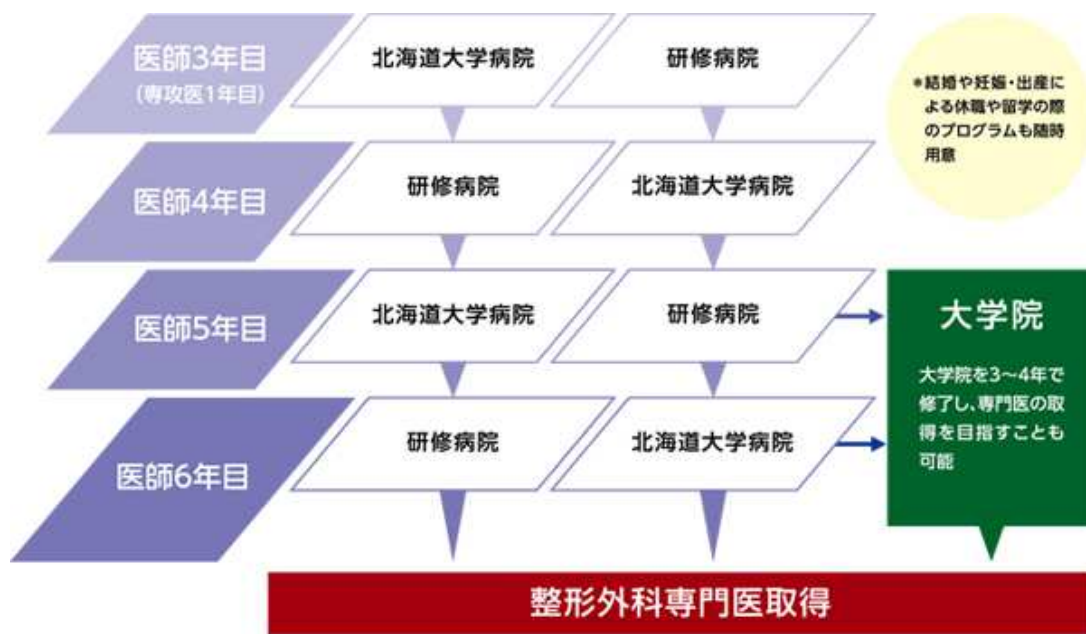 医師3年目
(専攻医1年目)
北海道大学病院
研修病院
*結婚や妊娠・出産に
よる休職や留学の際
のプログラムも随時
用意
医師4年目
研修病院
北海道大学病院
医師5年目
北海道大学病院
研修病院
大学院
大学院を3〜4年で
修了し、専門医の取
得を目指すことも
可能
医師6年目
研修病院
北海道大学病院
整形外科専門医取得